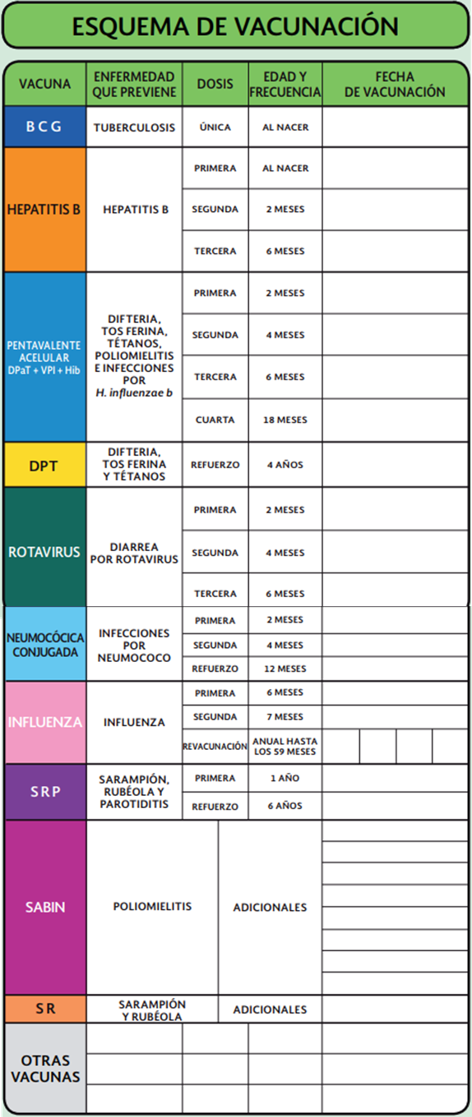 ESQUEMA DE VACUNACIÓN
VACUNA
ENFERMEDAD
QUE PREVIENE
DOSIS
EDAD Y
FRECUENCIA
FECHA
DE VACUNACIÓN
B C G
TUBERCULOSIS
ÚNICA
AL NACER
HEPATITIS B
HEPATITIS B
PRIMERA
AL NACER
SEGUNDA
2 MESES
TERCERA
6 MESES
PENTAVALENTE
ACELULAR
DPaT + VPI + Hib
DIFTERIA,
TOS FERINA,
TÉTANOS,
POLIOMIELITIS
E INFECCIONES
POR
H. influenzae b
PRIMERA
2 MESES
SEGUNDA
4 MESES
TERCERA
6 MESES
CUARTA
18 MESES
DPT
DIFTERIA,
TOS FERINA
Y TÉTANOS
REFUERZO
4 AÑOS
ROTAVIRUS
DIARREA
POR ROTAVIRUS
PRIMERA
2 MESES
SEGUNDA
4 MESES
TERCERA
6 MESES
NEUMOCÓCICA
CONJUGADA
INFECCIONES
POR
NEUMOCOCO
PRIMERA
2 MESES
SEGUNDA
4 MESES
REFUERZO
12 MESES
INFLUENZA
INFLUENZA
PRIMERA
6 MESES
SEGUNDA
7 MESES
REVACUNACIÓN
ANUAL HASTA
LOS 59 MESES
S R P
SARAMPIÓN,
RUBÉOLA Y
PAROTIDITIS
PRIMERA
1 AÑO
REFUERZO
6 AÑOS
SABIN
POLIOMIELITIS
ADICIONALES
S R
SARAMPIÓN
Y RUBÉOLA
ADICIONALES
OTRAS
VACUNAS